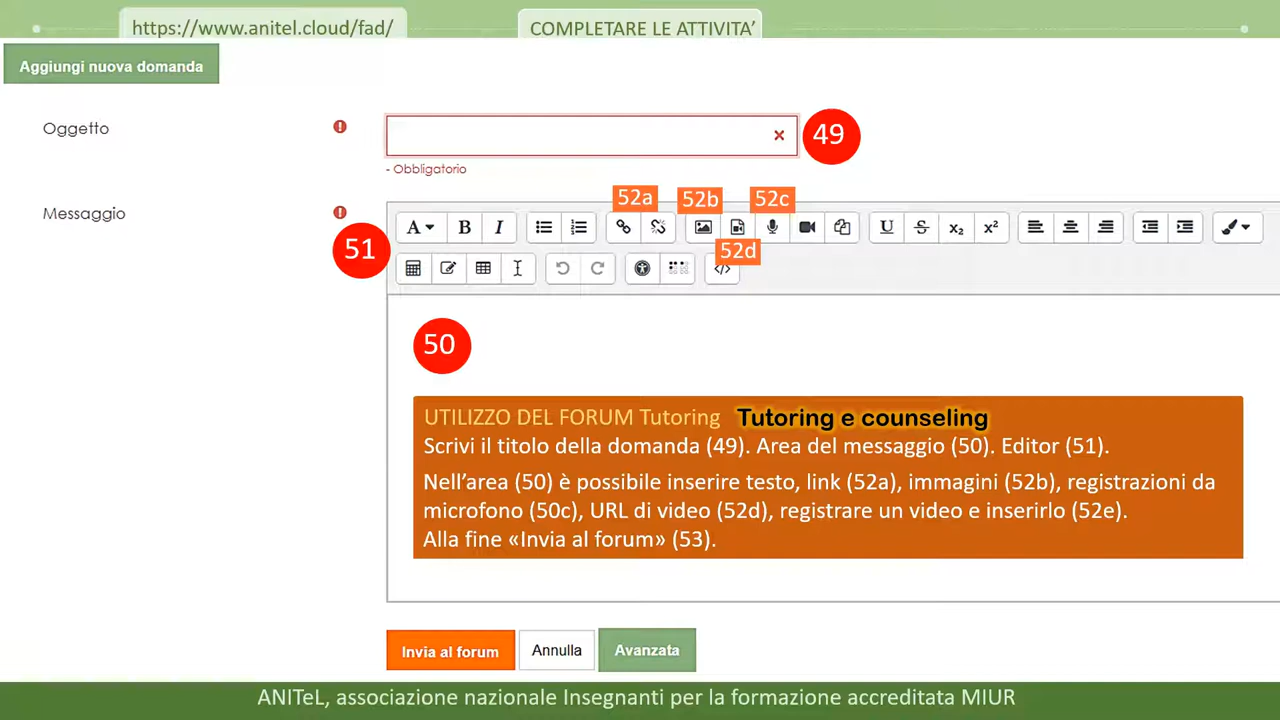 https://www.anitel.cloud/fad/
COMPLETARE LE ATTIVITA’
Aggiungi nuova domanda
Oggetto
49
- Obbligatorio
52a
52b
52c
Messaggio
51
A
B
I
U
S
x₂
x²
52d
50
UTILIZZO DEL FORUM Tutoring Tutoring e counseling
Scrivi il titolo della domanda (49). Area del messaggio (50). Editor (51).
Nell’area (50) è possibile inserire testo, link (52a), immagini (52b), registrazioni da
microfono (50c), URL di video (52d), registrare un video e inserirlo (52e).
Alla fine «Invia al forum» (53).
Invia al forum
Annulla
Avanzata
ANITeL, associazione nazionale Insegnanti per la formazione accreditata MIUR